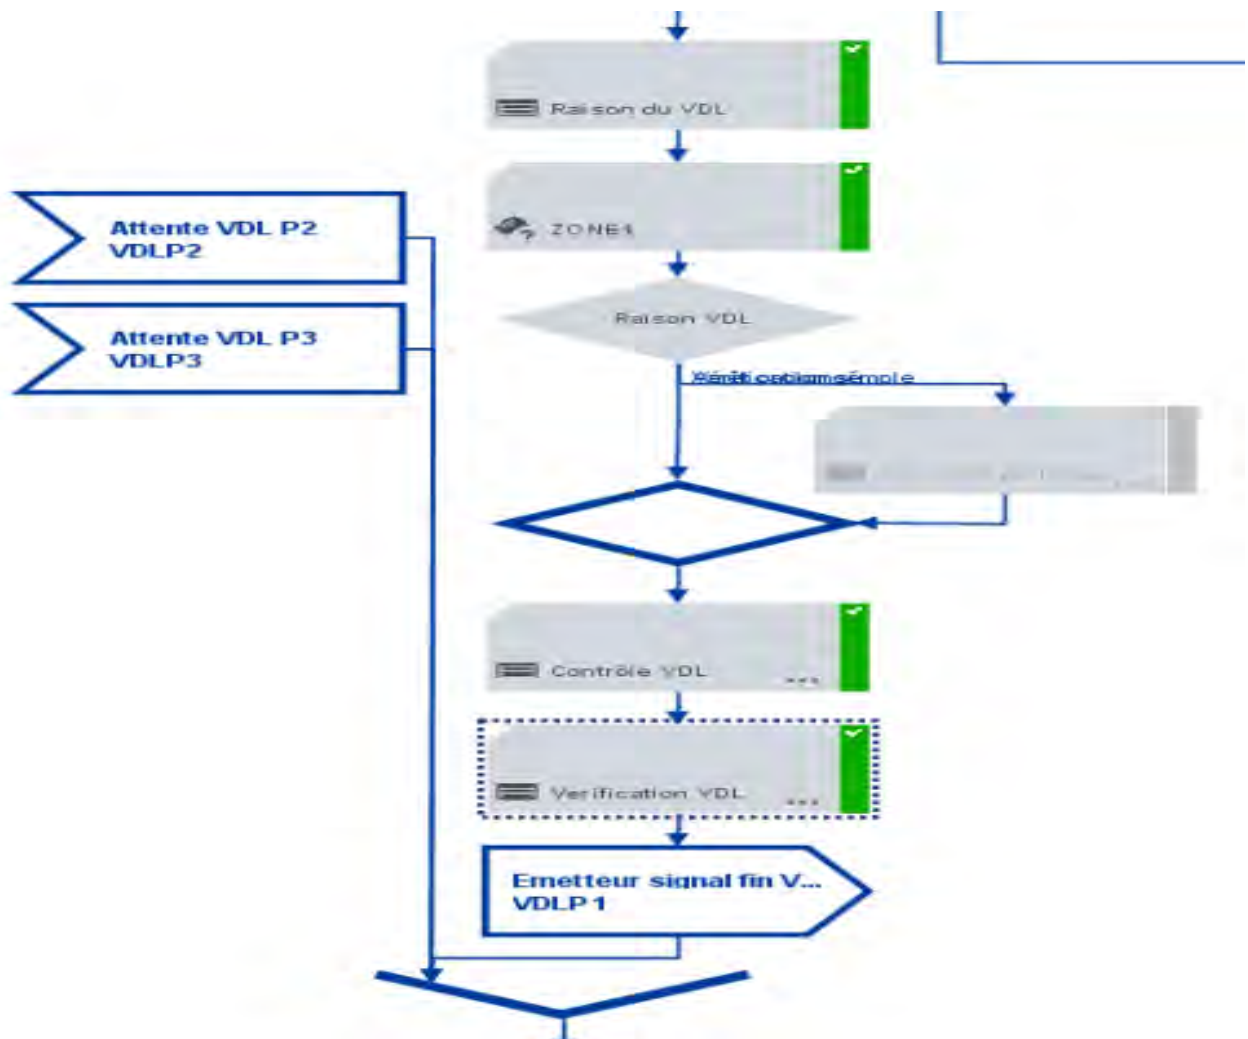 Raison du VDL
ZONE1
Attente VDL P2
VDLP2
Attente VDL P3
VDLP3
Raison VDL
Contrôle VDL ...
Verification VDL ...
Emetteur signal fin V...
VDLP1